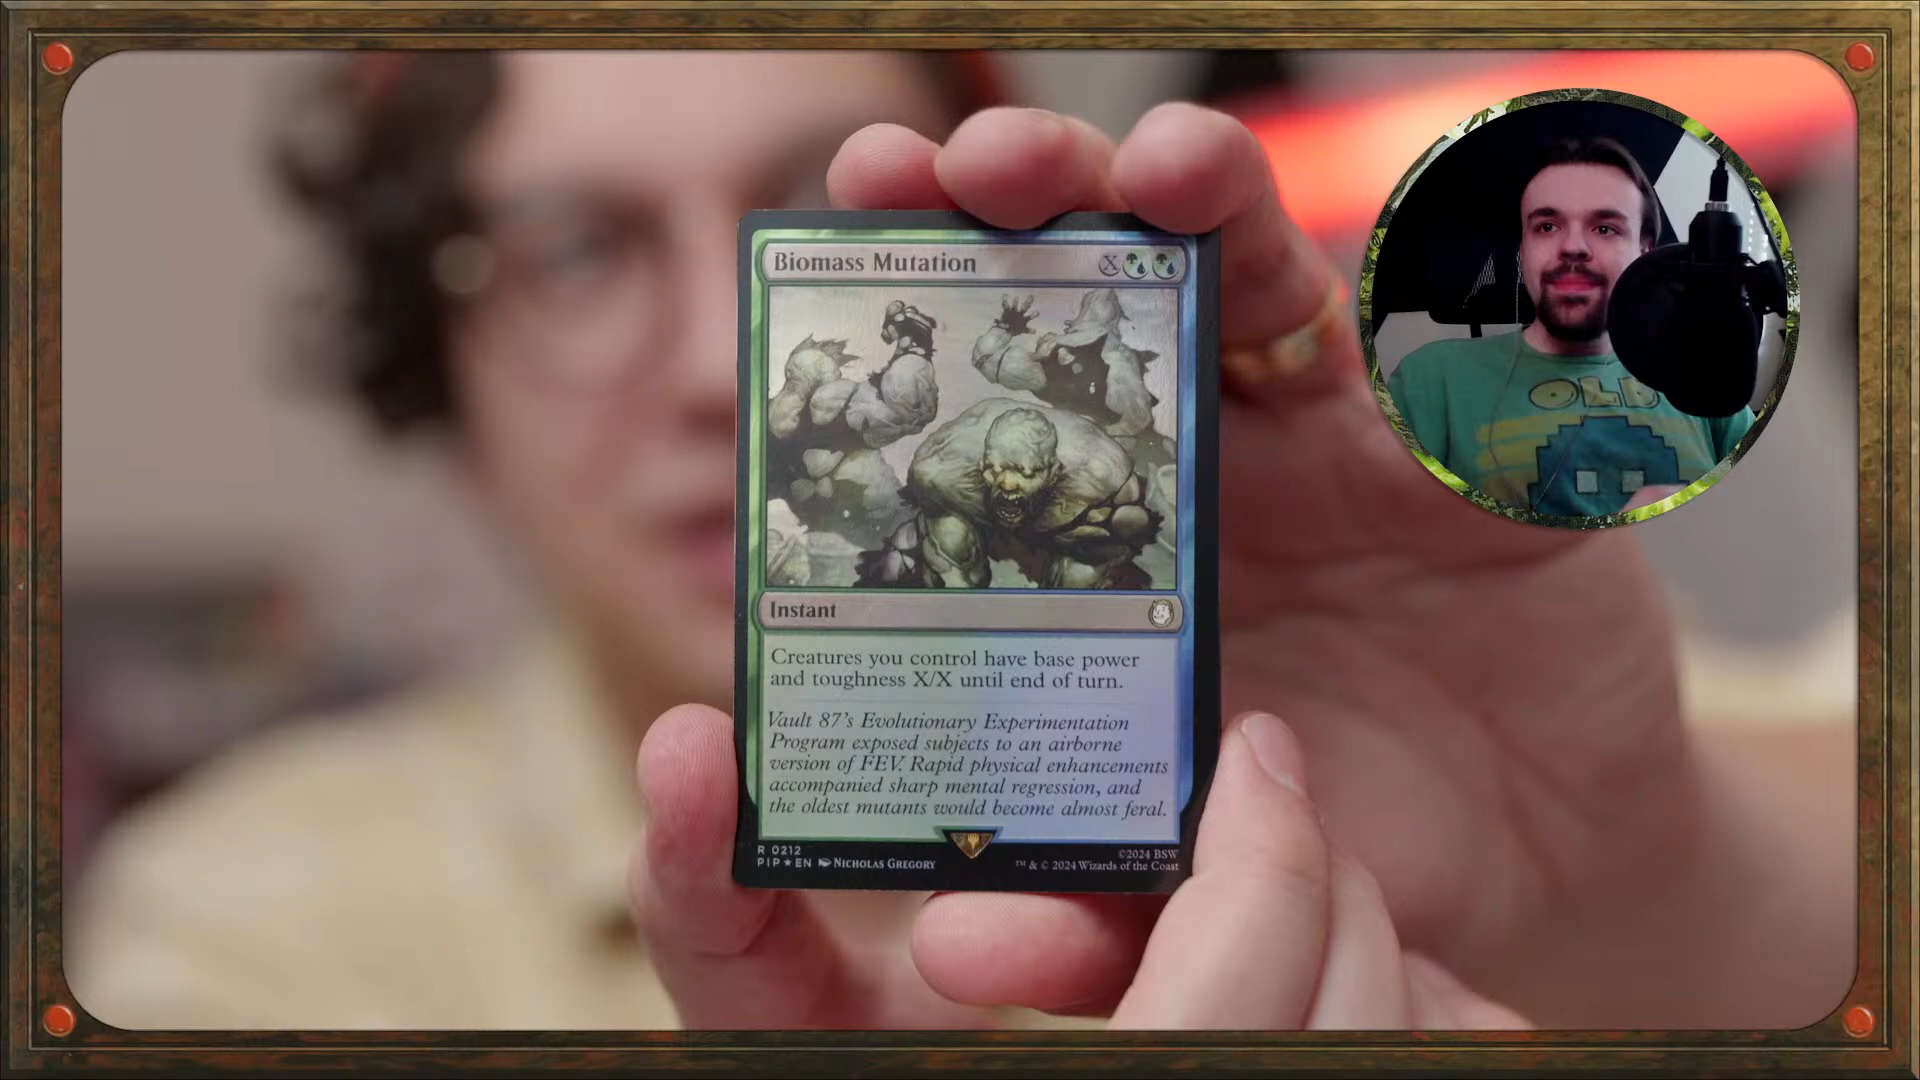 Biomass Mutation
X
Instant
Creatures you control have base power
and toughness X/X until end of turn.
Vault 87's Evolutionary Experimentation
Program exposed subjects to an airborne
version of FEV. Rapid physical enhancements
accompanied sharp mental regression, and
the oldest mutants would become almost feral.
R 0212
PIP★EN Nicholas Gregory
©2024 BSW
™ & © 2024 Wizards of the Coast
OLD